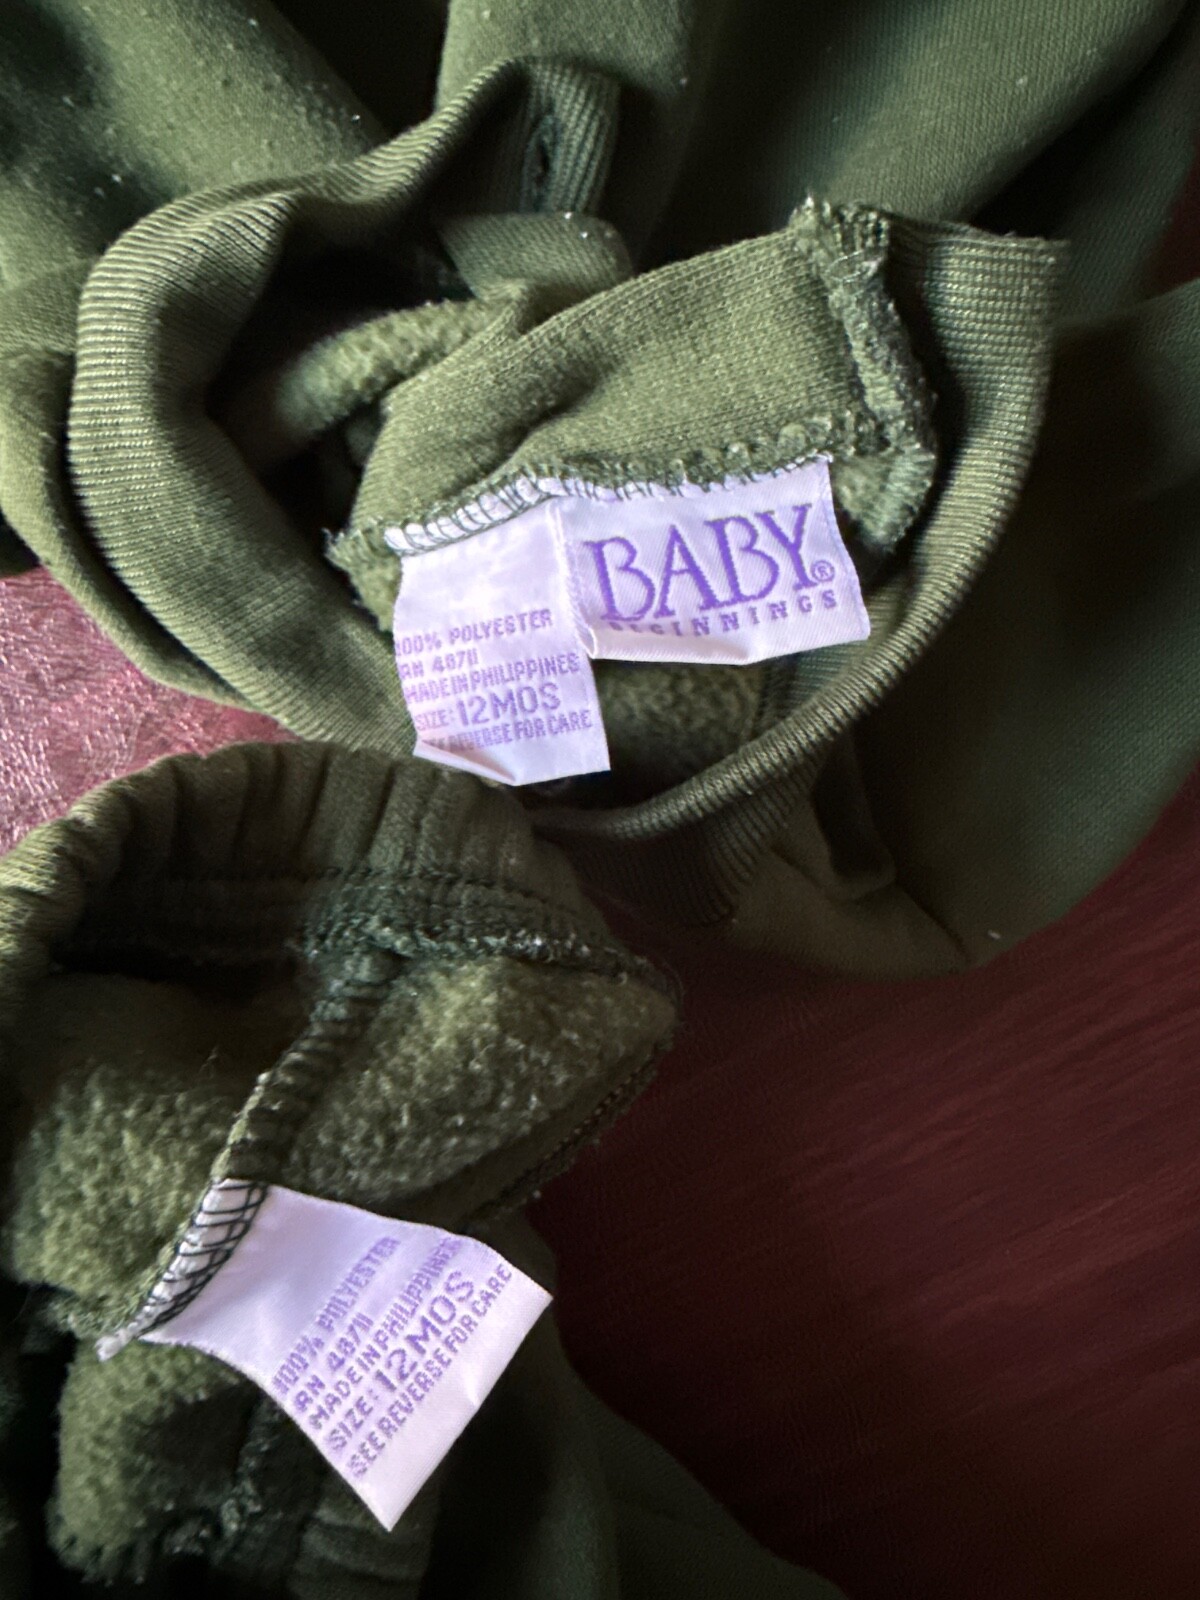 BABY®
BEGINNINGS
100% POLYESTER
RN 48711
MADE IN PHILIPPINES
SIZE: 12MOS
SEE REVERSE FOR CARE
100% POLYESTER
RN 48711
MADE IN PHILIPPINES
SIZE: 12MOS
SEE REVERSE FOR CARE